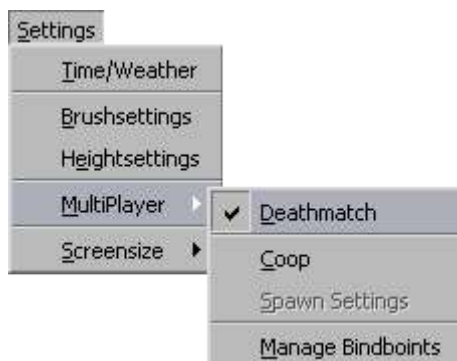 Settings
Time/Weather
Brushsettings
Heightsettings
MultiPlayer
Screensize
Deathmatch
Coop
Spawn Settings
Manage Bindboints